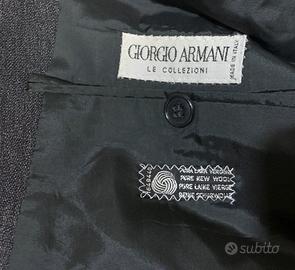 GIORGIO ARMANI
LE COLLEZIONI
MADE IN ITALY
PURA LANA VERGINE
PURE NEW WOOL
PURE LAINE VIERGE
subito